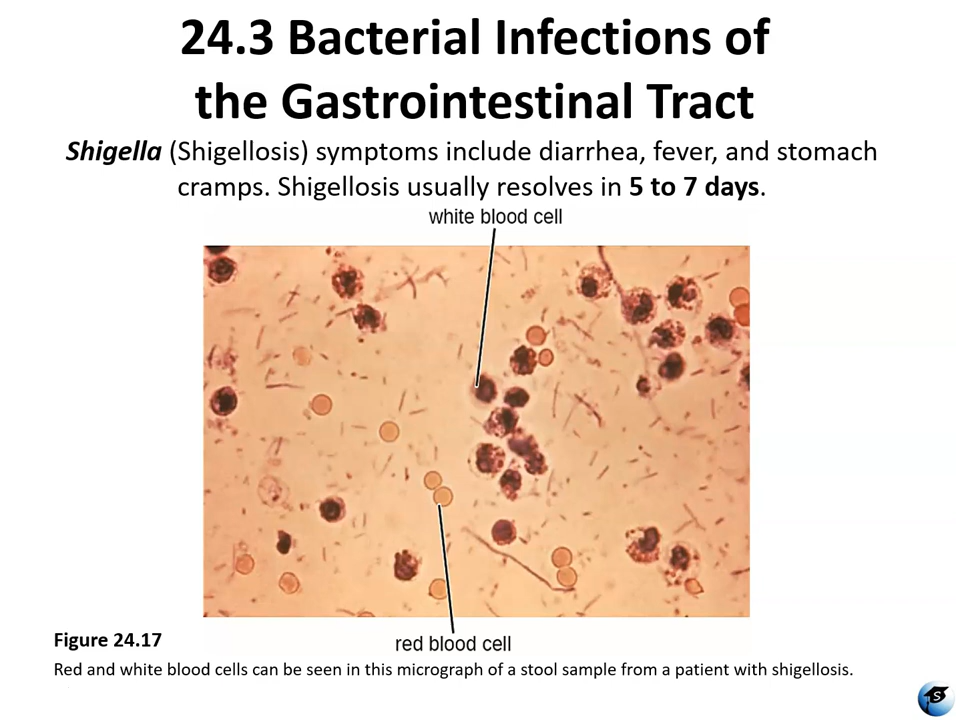 24.3 Bacterial Infections of
the Gastrointestinal Tract
Shigella (Shigellosis) symptoms include diarrhea, fever, and stomach
cramps. Shigellosis usually resolves in 5 to 7 days.
white blood cell
red blood cell
Figure 24.17
Red and white blood cells can be seen in this micrograph of a stool sample from a patient with shigellosis.
S